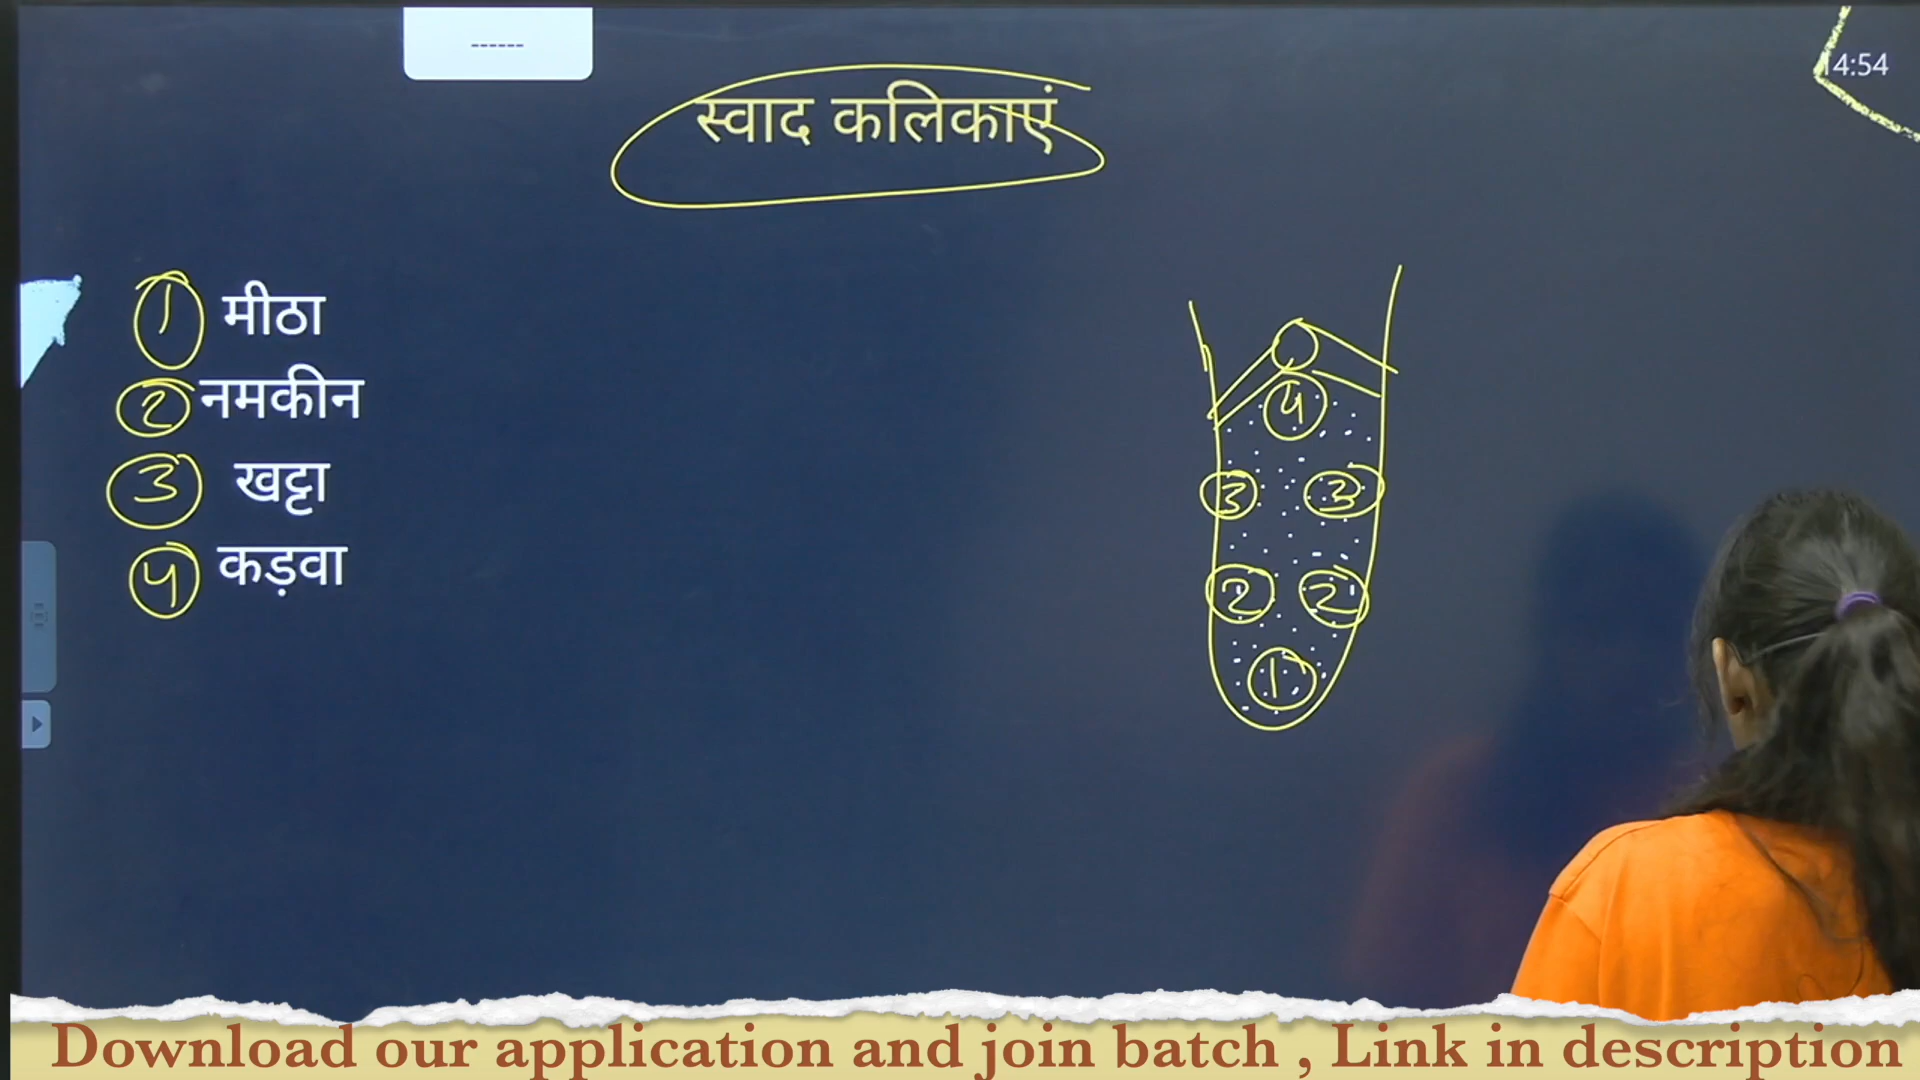 ------
4:54
स्वाद कलिकाएं
1 मीठा
2 नमकीन
3 खट्टा
4 कड़वा
4
3 3
2 2
1
Download our application and join batch , Link in description